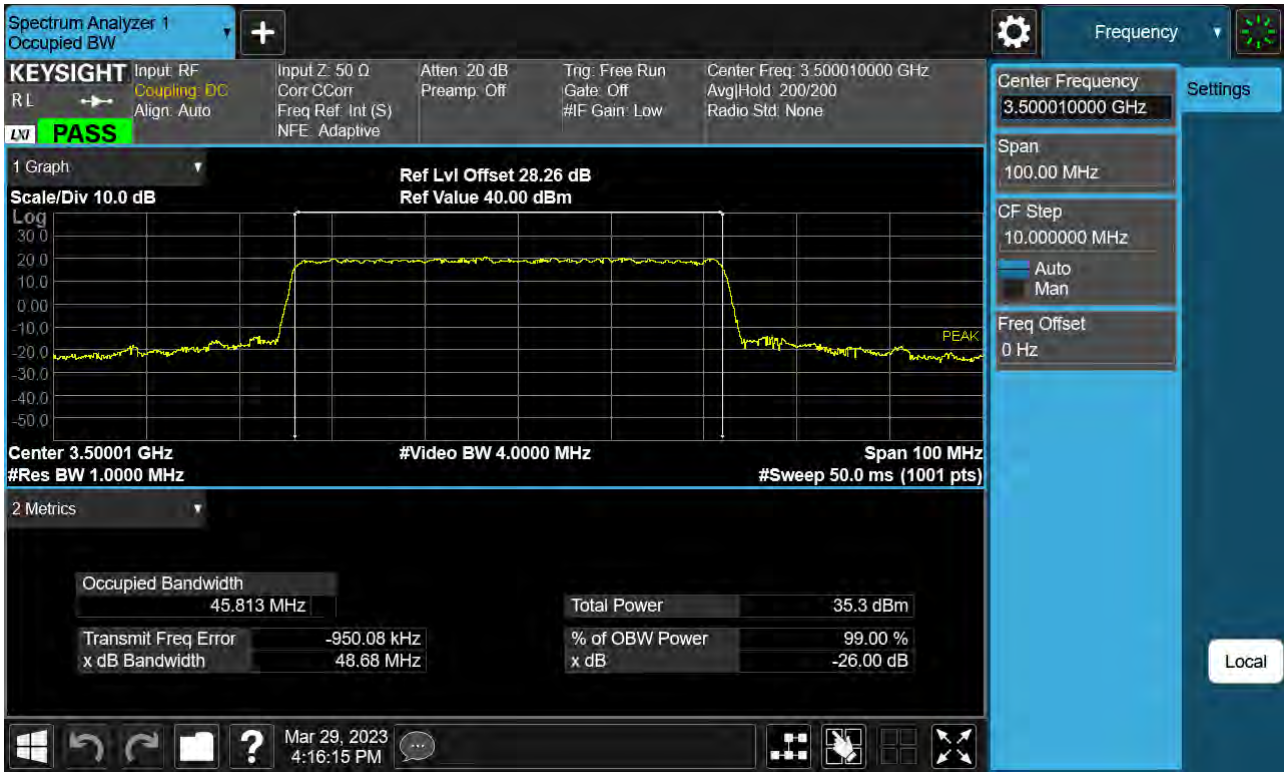 Spectrum Analyzer 1
Occupied BW
+
Frequency
KEYSIGHT
R L
LXI
PASS
Input: RF
Coupling: DC
Align: Auto
Input Z: 50 Ω
Corr CCorr
Freq Ref: Int (S)
NFE: Adaptive
Atten: 20 dB
Preamp: Off
Trig: Free Run
Gate: Off
#IF Gain: Low
Center Freq: 3.500010000 GHz
Avg|Hold: 200/200
Radio Std: None
Center Frequency
3.500010000 GHz
Settings
Span
100.00 MHz
CF Step
10.000000 MHz
Auto
Man
Freq Offset
0 Hz
1 Graph
Scale/Div 10.0 dB
Ref Lvl Offset 28.26 dB
Ref Value 40.00 dBm
Log
30.0
20.0
10.0
0.00
-10.0
-20.0
-30.0
-40.0
-50.0
PEAK
Center 3.50001 GHz
#Video BW 4.0000 MHz
Span 100 MHz
#Res BW 1.0000 MHz
#Sweep 50.0 ms (1001 pts)
2 Metrics
Occupied Bandwidth
45.813 MHz
Total Power 35.3 dBm
Transmit Freq Error -950.08 kHz
% of OBW Power 99.00 %
x dB Bandwidth 48.68 MHz
x dB -26.00 dB
Local
?
Mar 29, 2023
4:16:15 PM